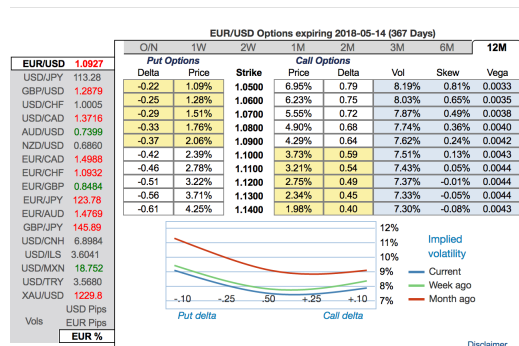 EUR/USD Options expiring 2018-05-14 (367 Days)
O/N 1W 2W 1M 2M 3M 6M 12M
Put Options Call Options
Delta Price Strike Price Delta Vol Skew Vega
-0.22 1.09% 1.0500 6.95% 0.79 8.19% 0.81% 0.0033
-0.25 1.28% 1.0600 6.23% 0.75 8.03% 0.65% 0.0035
-0.29 1.51% 1.0700 5.55% 0.72 7.87% 0.49% 0.0038
-0.33 1.76% 1.0800 4.90% 0.68 7.74% 0.36% 0.0040
-0.37 2.06% 1.0900 4.29% 0.64 7.62% 0.24% 0.0042
-0.42 2.39% 1.1000 3.73% 0.59 7.51% 0.13% 0.0043
-0.46 2.78% 1.1100 3.21% 0.54 7.43% 0.05% 0.0044
-0.51 3.22% 1.1200 2.75% 0.49 7.37% -0.01% 0.0044
-0.56 3.71% 1.1300 2.34% 0.45 7.33% -0.05% 0.0044
-0.61 4.25% 1.1400 1.98% 0.40 7.30% -0.08% 0.0043
EUR/USD 1.0927
USD/JPY 113.28
GBP/USD 1.2879
USD/CHF 1.0005
USD/CAD 1.3716
AUD/USD 0.7399
NZD/USD 0.6860
EUR/CAD 1.4988
EUR/CHF 1.0932
EUR/GBP 0.8484
EUR/JPY 123.78
EUR/AUD 1.4769
GBP/JPY 145.89
USD/CNH 6.8984
USD/ILS 3.6041
USD/MXN 18.752
USD/TRY 3.5680
XAU/USD 1229.8
USD Pips
Vols EUR Pips
EUR %
12%
11%
10%
9%
8%
7%
-.10 -.25 .50 +.25 +.10
Put delta Call delta
Implied
volatility
Current
Week ago
Month ago
Disclaimer